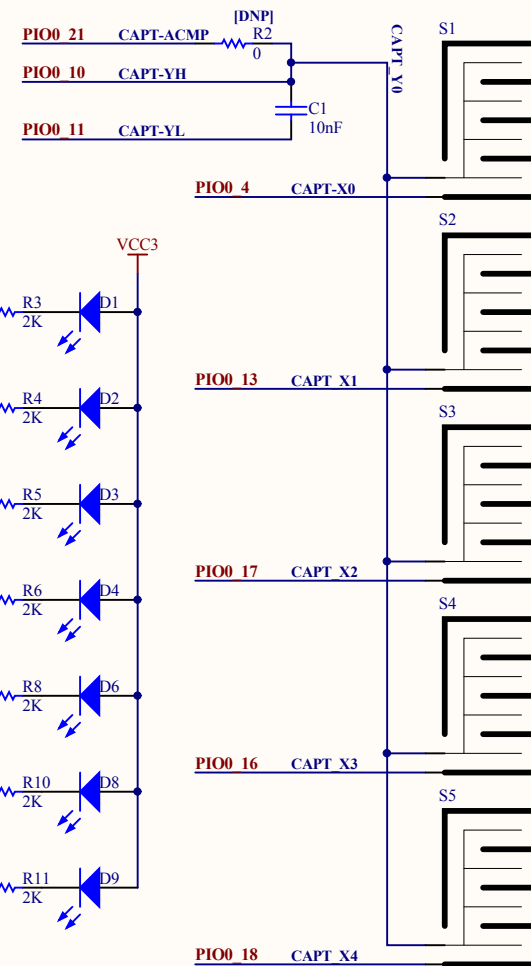 [DNP]
PIO0_21 CAPT-ACMP R2
0
PIO0_10 CAPT-YH
C1
10nF
PIO0_11 CAPT-YL
CAPT_Y0
S1
PIO0_4 CAPT-X0
S2
VCC3
R3 D1
2K
PIO0_13 CAPT_X1
R4 D2
2K
S3
R5 D3
2K
PIO0_17 CAPT_X2
R6 D4
2K
S4
R8 D6
2K
PIO0_16 CAPT_X3
R10 D8
2K
S5
R11 D9
2K
PIO0_18 CAPT_X4